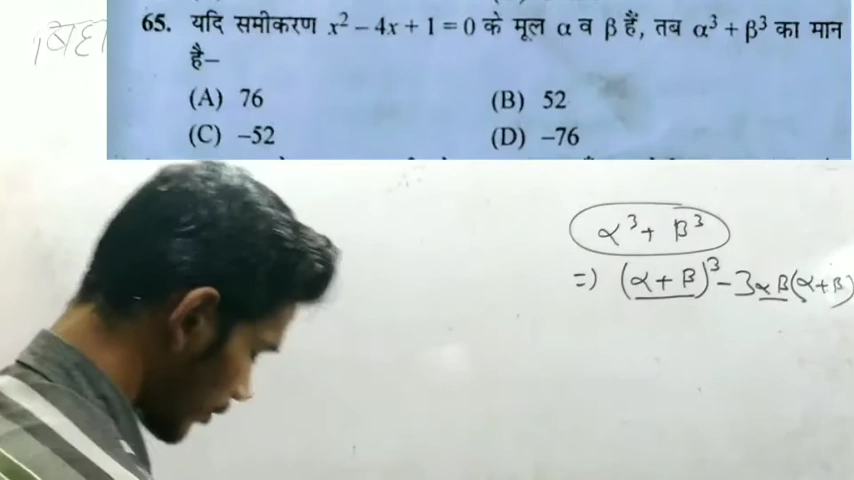 65. यदि समीकरण x² – 4x + 1 = 0 के मूल α व β हैं, तब α³ + β³ का मान
है–
(A) 76 (B) 52
(C) –52 (D) –76
α³ + β³
=) (α + β)³ – 3αβ(α+β)